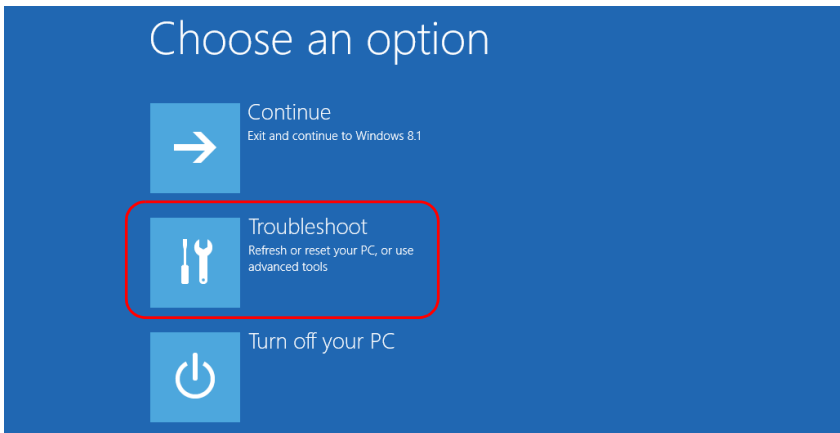 Choose an option
Continue
Exit and continue to Windows 8.1
Troubleshoot
Refresh or reset your PC, or use
advanced tools
Turn off your PC